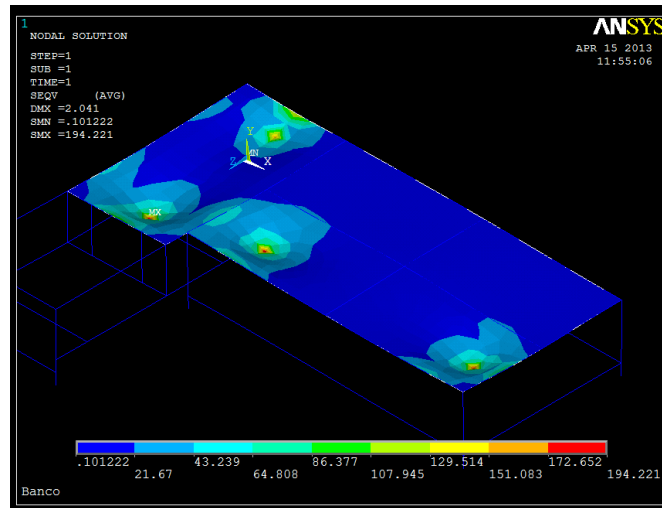 1
NODAL SOLUTION
STEP=1
SUB =1
TIME=1
SEQV (AVG)
DMX =2.041
SMN =.101222
SMX =194.221
ANSYS
APR 15 2013
11:55:06
Y
MN
Z X
MX
.101222 43.239 86.377 129.514 172.652
21.67 64.808 107.945 151.083 194.221
Banco